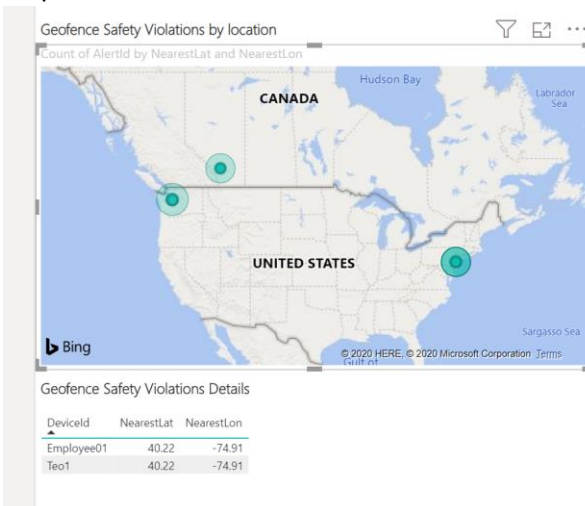 Geofence Safety Violations by location
Count of AlertId by NearestLat and NearestLon
Hudson Bay
CANADA
Labrador
Sea
UNITED STATES
Sargasso Sea
Bing
© 2020 HERE, © 2020 Microsoft Corporation Terms
Gulf of
Geofence Safety Violations Details
DeviceId NearestLat NearestLon
Employee01 40.22 -74.91
Teo1 40.22 -74.91